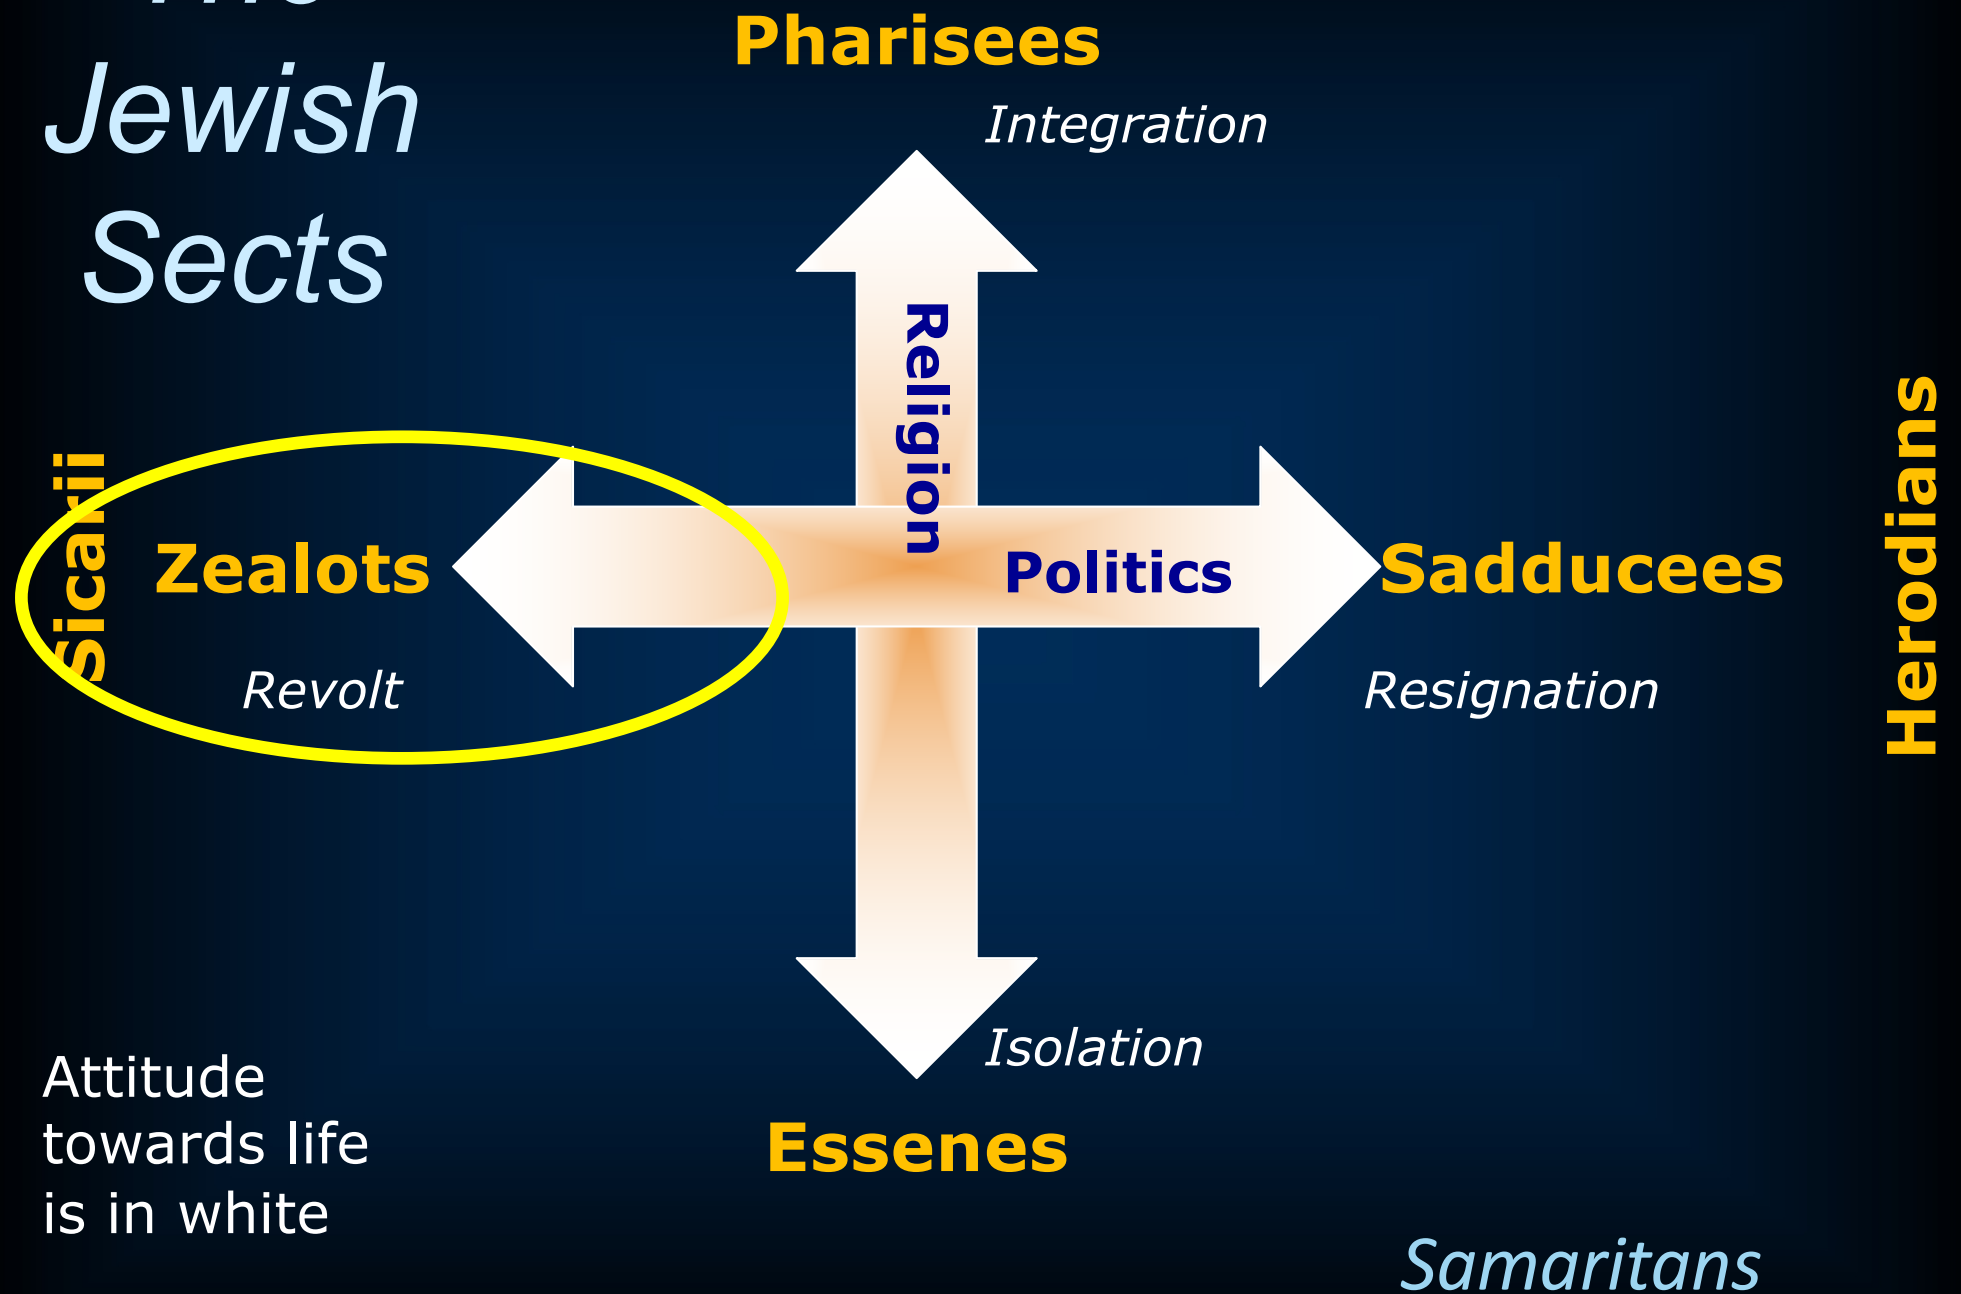 Jewish
Sects
Pharisees
Integration
Religion
Politics
Sicarii
Zealots
Revolt
Sadducees
Resignation
Herodians
Isolation
Essenes
Attitude
towards life
is in white
Samaritans